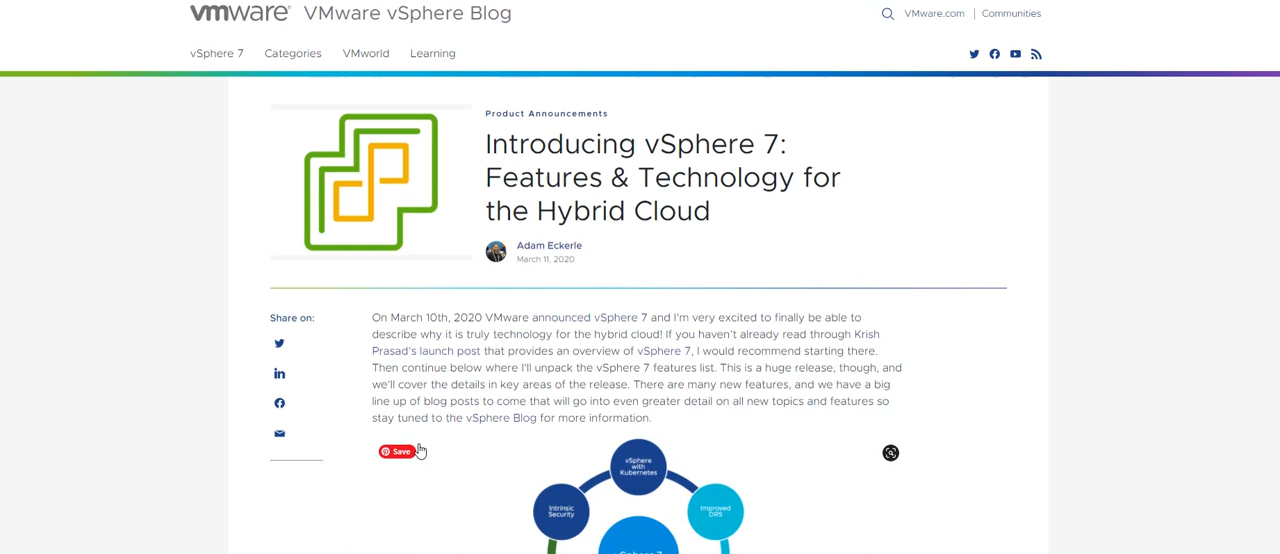 vmware® VMware vSphere Blog
VMware.com | Communities
vSphere 7 Categories VMworld Learning
Product Announcements
Introducing vSphere 7:
Features & Technology for
the Hybrid Cloud
Adam Eckerle
March 11, 2020
Share on:
On March 10th, 2020 VMware announced vSphere 7 and I'm very excited to finally be able to
describe why it is truly technology for the hybrid cloud! If you haven't already read through Krish
Prasad's launch post that provides an overview of vSphere 7, I would recommend starting there.
Then continue below where I'll unpack the vSphere 7 features list. This is a huge release, though, and
we'll cover the details in key areas of the release. There are many new features, and we have a big
line up of blog posts to come that will go into even greater detail on all new topics and features so
stay tuned to the vSphere Blog for more information.
Save
vSphere
with
Kubernetes
Intrinsic
Security
Improved
DRS
vSphere 7